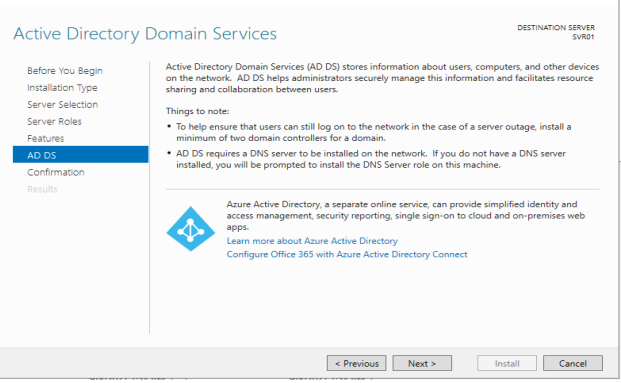 Active Directory Domain Services
DESTINATION SERVER
SVR01
Before You Begin
Installation Type
Server Selection
Server Roles
Features
AD DS
Confirmation
Results
Active Directory Domain Services (AD DS) stores information about users, computers, and other devices
on the network. AD DS helps administrators securely manage this information and facilitates resource
sharing and collaboration between users.
Things to note:
• To help ensure that users can still log on to the network in the case of a server outage, install a
minimum of two domain controllers for a domain.
• AD DS requires a DNS server to be installed on the network. If you do not have a DNS server
installed, you will be prompted to install the DNS Server role on this machine.
Azure Active Directory, a separate online service, can provide simplified identity and
access management, security reporting, single sign-on to cloud and on-premises web
apps.
Learn more about Azure Active Directory
Configure Office 365 with Azure Active Directory Connect
< Previous Next > Install Cancel